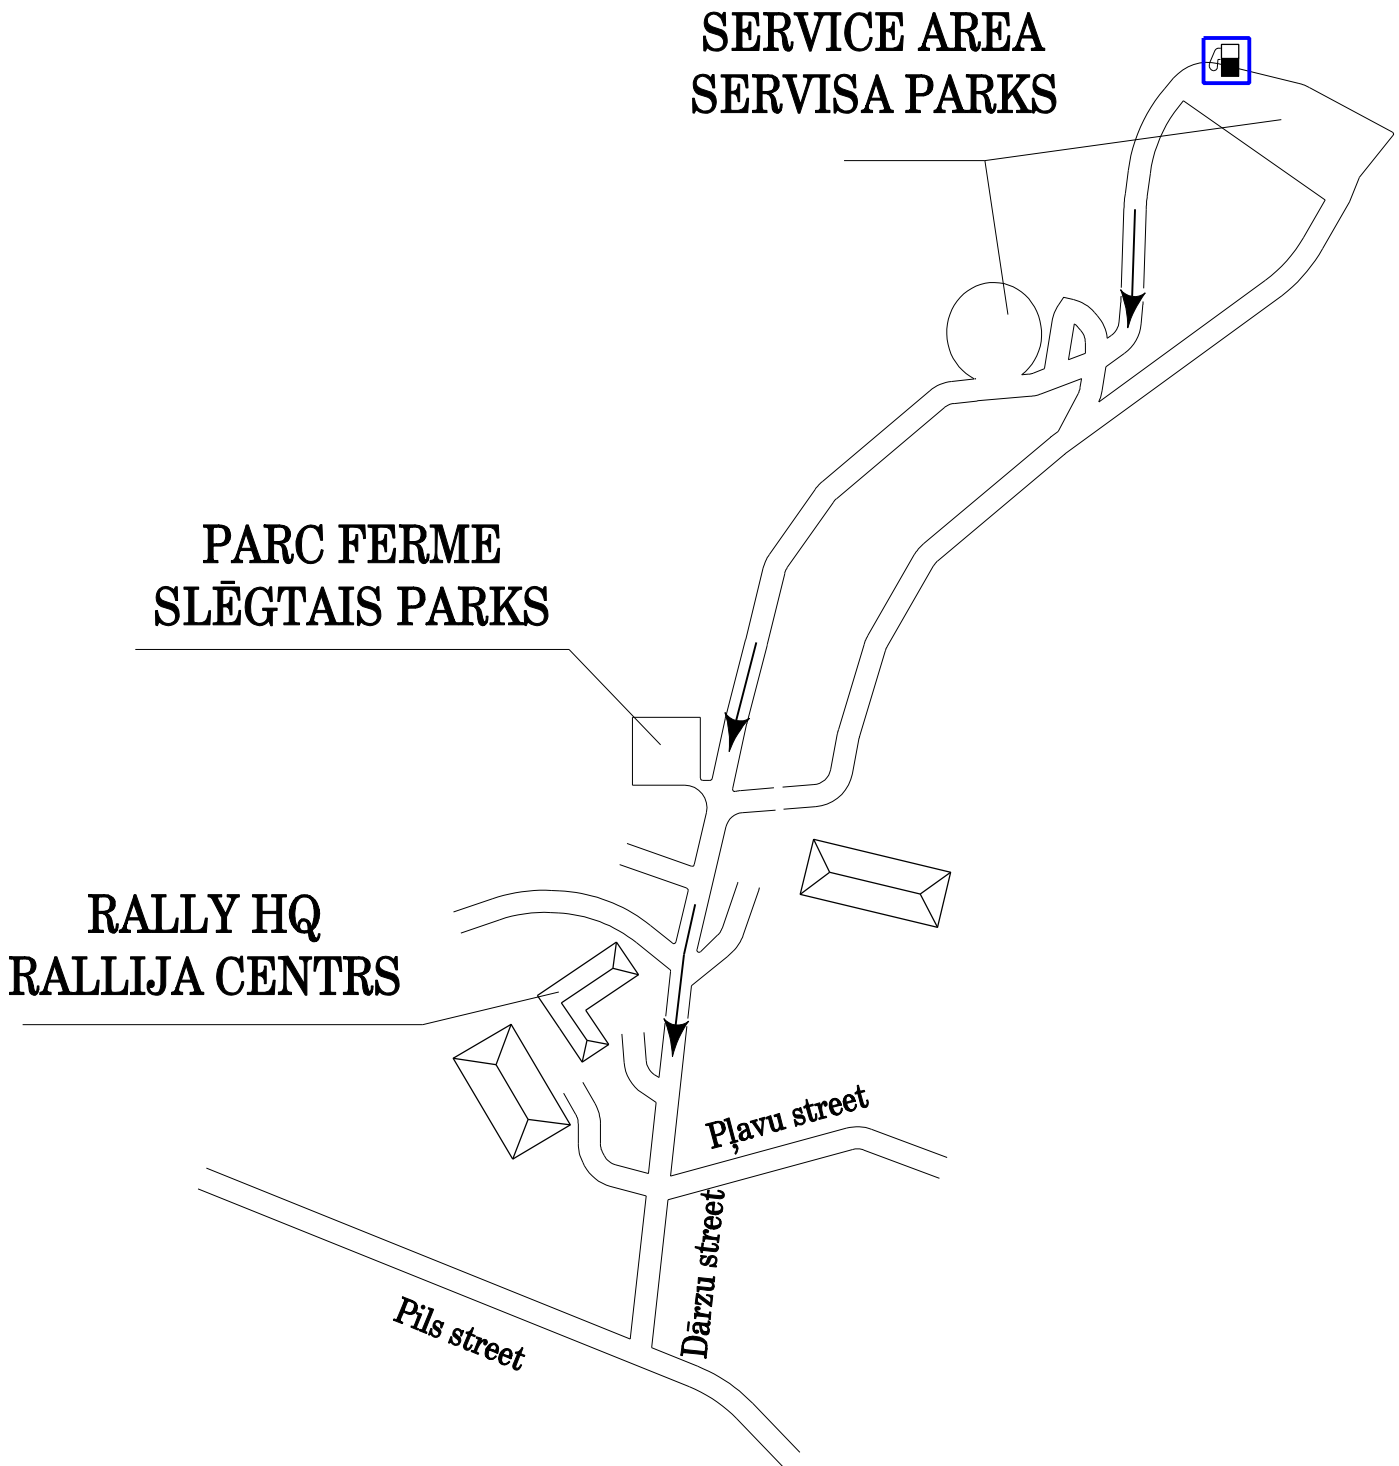 SERVICE AREA
SERVISA PARKS
PARC FERME
SLĒGTAIS PARKS
RALLY HQ
RALLIJA CENTRS
Pļavu street
Dārzu street
Pils street